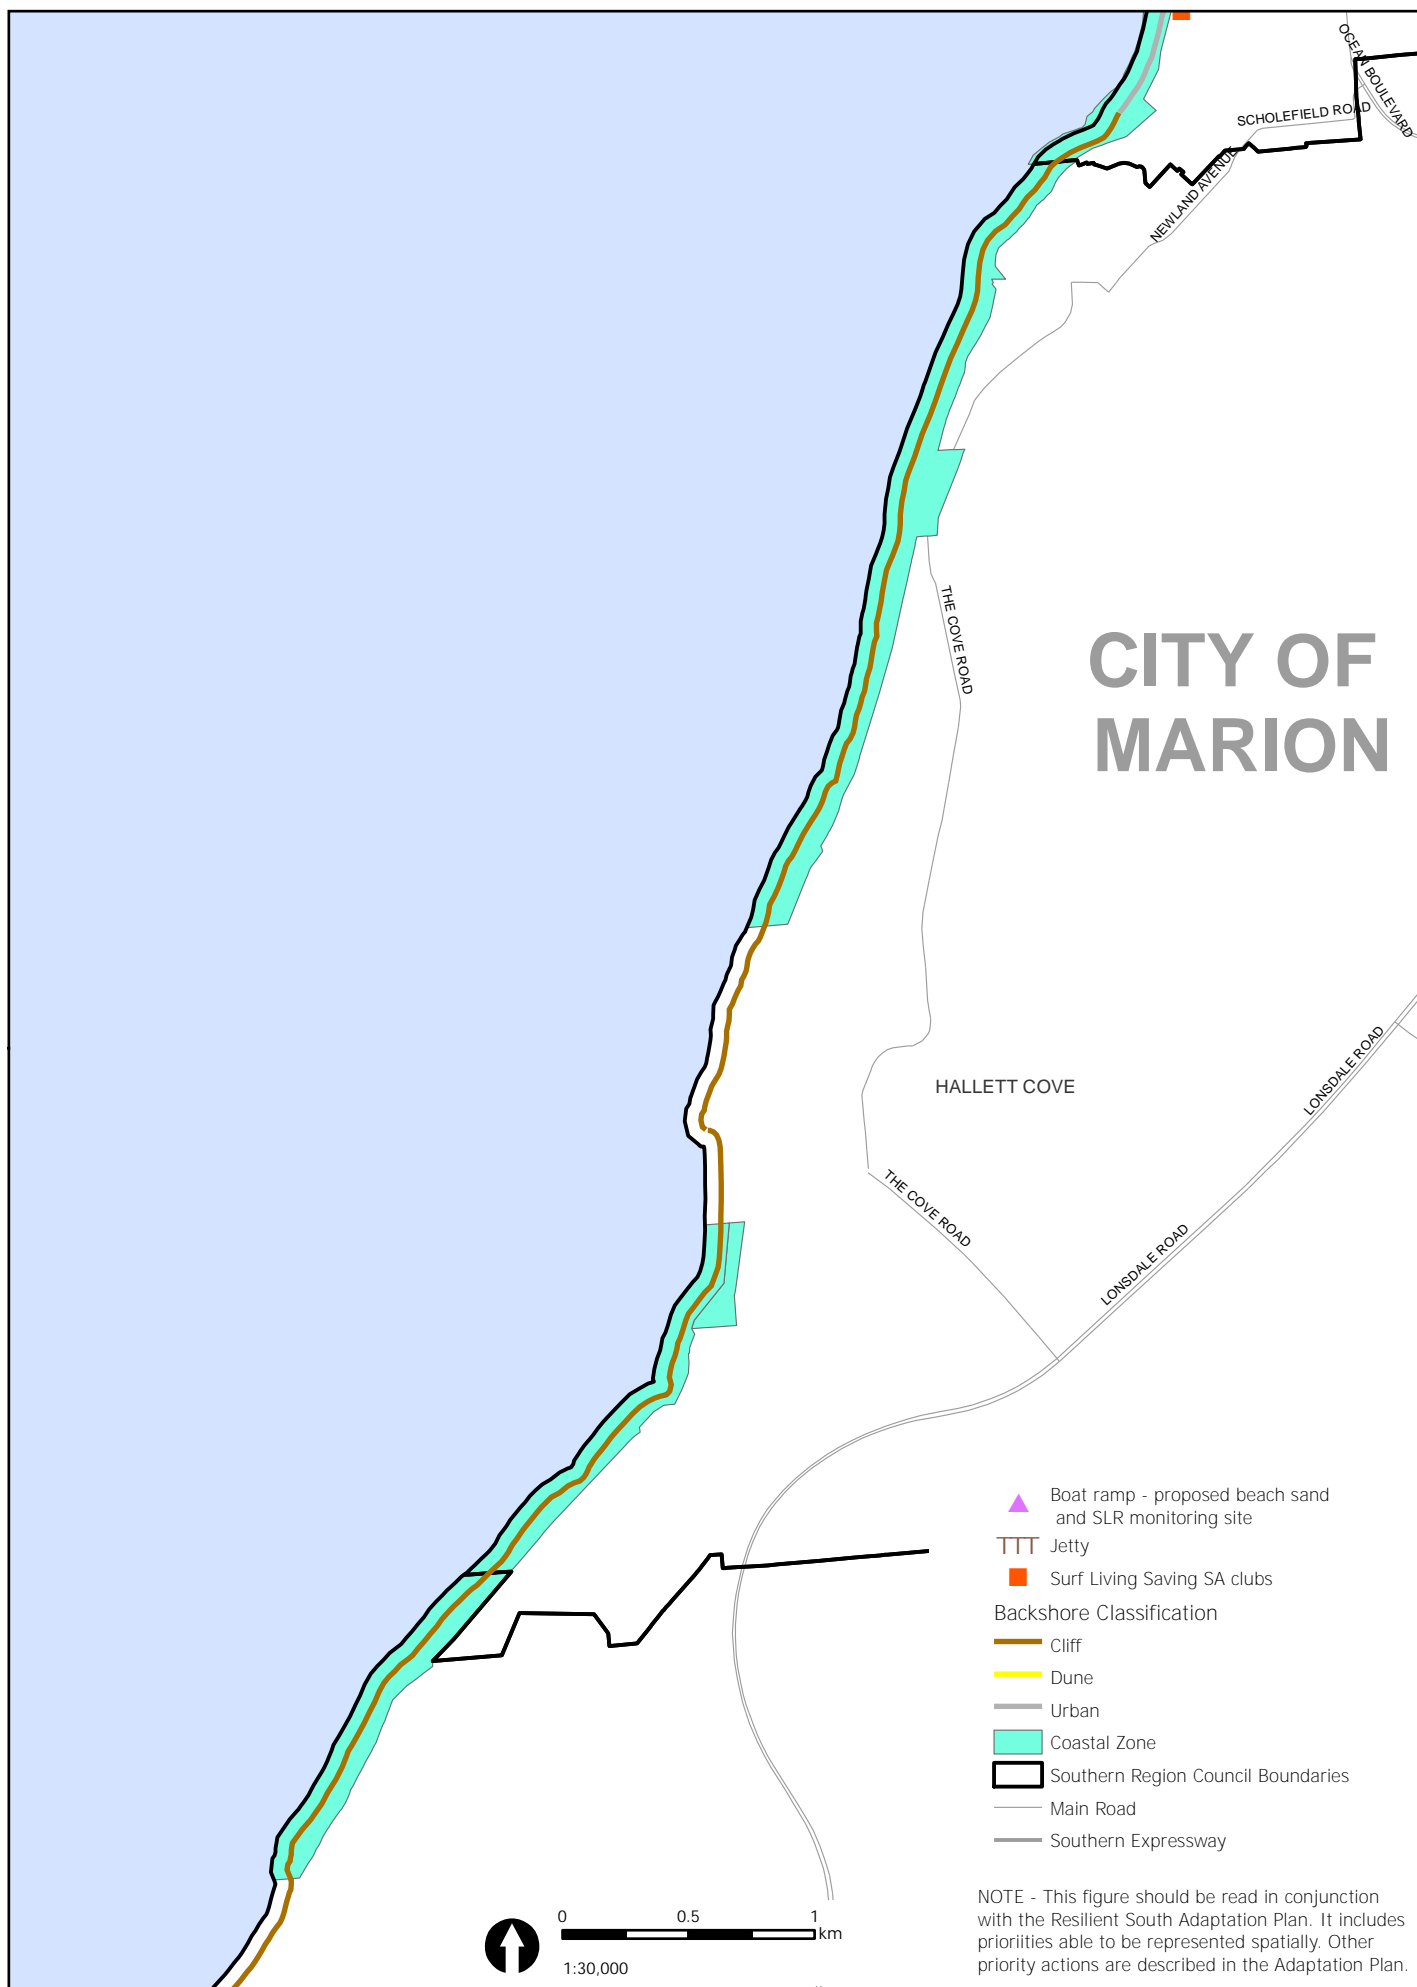 OCEAN BOULEVARD
SCHOLEFIELD ROAD
NEWLAND AVENUE
THE COVE ROAD
CITY OF
MARION
LONSDALE ROAD
HALLETT COVE
THE COVE ROAD
LONSDALE ROAD
Boat ramp - proposed beach sand
and SLR monitoring site
Jetty
Surf Living Saving SA clubs
Backshore Classification
Cliff
Dune
Urban
Coastal Zone
Southern Region Council Boundaries
Main Road
Southern Expressway
NOTE - This figure should be read in conjunction
with the Resilient South Adaptation Plan. It includes
prioriities able to be represented spatially. Other
priority actions are described in the Adaptation Plan.
0 0.5 1
km
1:30,000